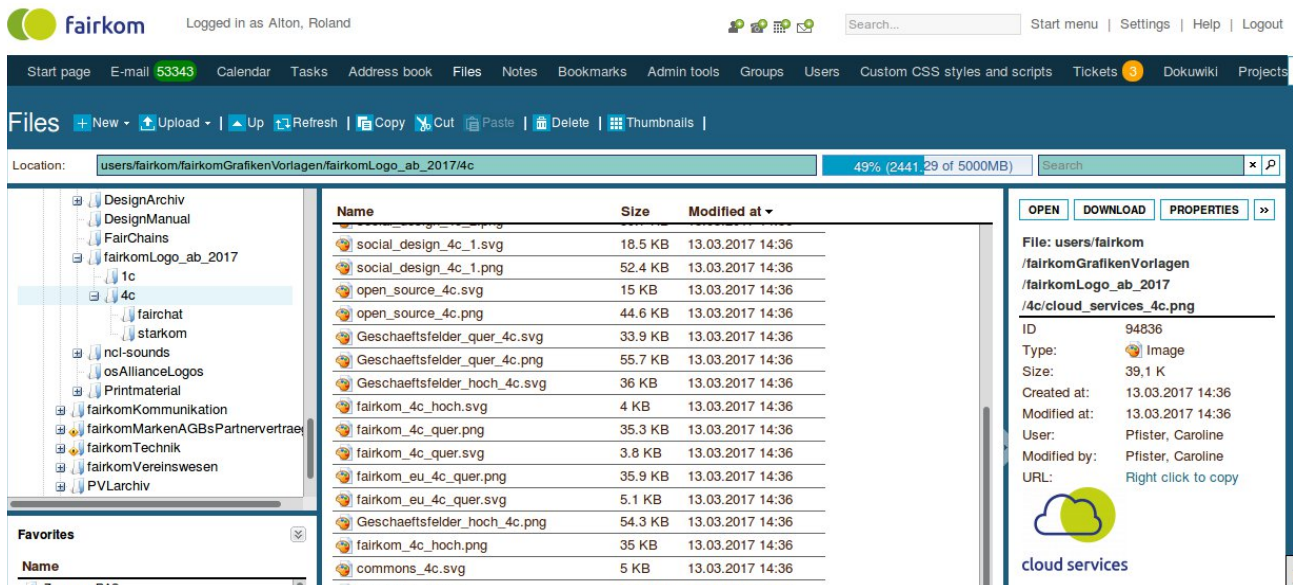 fairkom Logged in as Alton, Roland Search... Start menu | Settings | Help | Logout
Start page E-mail 53343 Calendar Tasks Address book Files Notes Bookmarks Admin tools Groups Users Custom CSS styles and scripts Tickets 3 Dokuwiki Projects
Files New Upload | Up Refresh | Copy Cut Paste | Delete | Thumbnails |
Location: users/fairkom/fairkomGrafikenVorlagen/fairkomLogo_ab_2017/4c 49% (2441.29 of 5000MB) Search
DesignArchiv
DesignManual
FairChains
fairkomLogo_ab_2017
1c
4c
fairchat
starkom
ncl-sounds
osAllianceLogos
Printmaterial
fairkomKommunikation
fairkomMarkenAGBsPartnervertrae
fairkomTechnik
fairkomVereinswesen
PVLarchiv
Favorites
Name
Name Size Modified at
social_design_4c_1.svg 18.5 KB 13.03.2017 14:36
social_design_4c_1.png 52.4 KB 13.03.2017 14:36
open_source_4c.svg 15 KB 13.03.2017 14:36
open_source_4c.png 44.6 KB 13.03.2017 14:36
Geschaeftsfelder_quer_4c.svg 33.9 KB 13.03.2017 14:36
Geschaeftsfelder_quer_4c.png 55.7 KB 13.03.2017 14:36
Geschaeftsfelder_hoch_4c.svg 36 KB 13.03.2017 14:36
fairkom_4c_hoch.svg 4 KB 13.03.2017 14:36
fairkom_4c_quer.png 35.3 KB 13.03.2017 14:36
fairkom_4c_quer.svg 3.8 KB 13.03.2017 14:36
fairkom_eu_4c_quer.png 35.9 KB 13.03.2017 14:36
fairkom_eu_4c_quer.svg 5.1 KB 13.03.2017 14:36
Geschaeftsfelder_hoch_4c.png 54.3 KB 13.03.2017 14:36
fairkom_4c_hoch.png 35 KB 13.03.2017 14:36
commons_4c.svg 5 KB 13.03.2017 14:36
OPEN DOWNLOAD PROPERTIES »
File: users/fairkom
/fairkomGrafikenVorlagen
/fairkomLogo_ab_2017
/4c/cloud_services_4c.png
ID 94836
Type: Image
Size: 39,1 K
Created at: 13.03.2017 14:36
Modified at: 13.03.2017 14:36
User: Pfister, Caroline
Modified by: Pfister, Caroline
URL: Right click to copy
cloud services